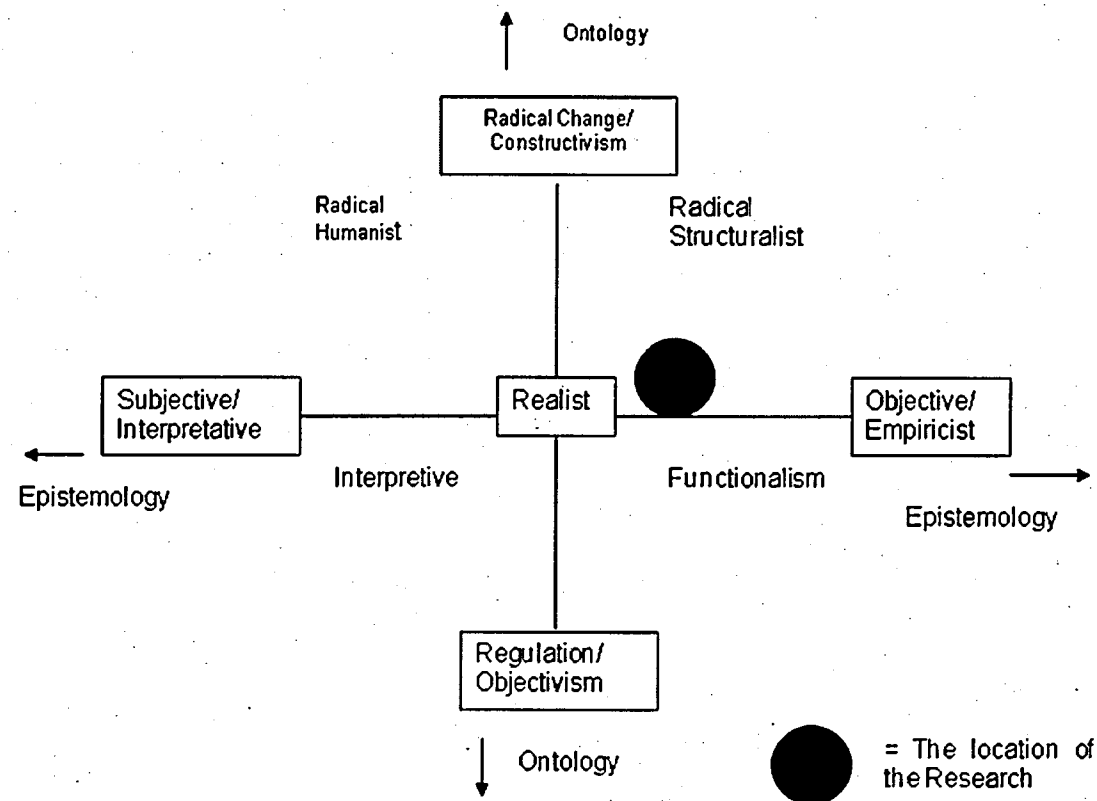 Ontology
Radical Change/
Constructivism
Radical
Humanist
Radical
Structuralist
Subjective/
Interpretative
Realist
Objective/
Empiricist
Interpretive
Functionalism
Epistemology
Epistemology
Regulation/
Objectivism
Ontology
= The location of
the Research